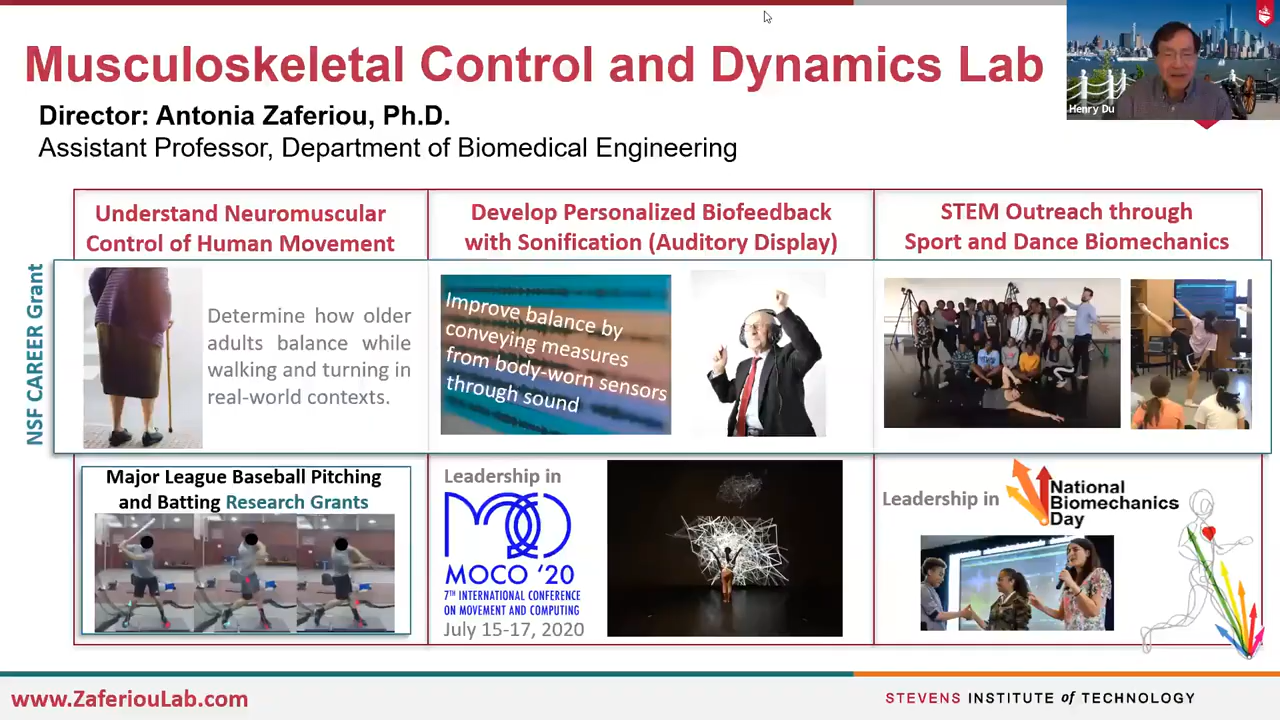 Musculoskeletal Control and Dynamics Lab
Director: Antonia Zaferiou, Ph.D.
Assistant Professor, Department of Biomedical Engineering
Henry Du
Understand Neuromuscular
Control of Human Movement
Develop Personalized Biofeedback
with Sonification (Auditory Display)
STEM Outreach through
Sport and Dance Biomechanics
NSF CAREER Grant
Determine how older
adults balance while
walking and turning in
real-world contexts.
Improve balance by
conveying measures
from body-worn sensors
through sound
Major League Baseball Pitching
and Batting Research Grants
Leadership in
MOCO
MOCO '20
7TH INTERNATIONAL CONFERENCE
ON MOVEMENT AND COMPUTING
July 15-17, 2020
Leadership in
National
Biomechanics
Day
www.ZaferiouLab.com
STEVENS INSTITUTE of TECHNOLOGY